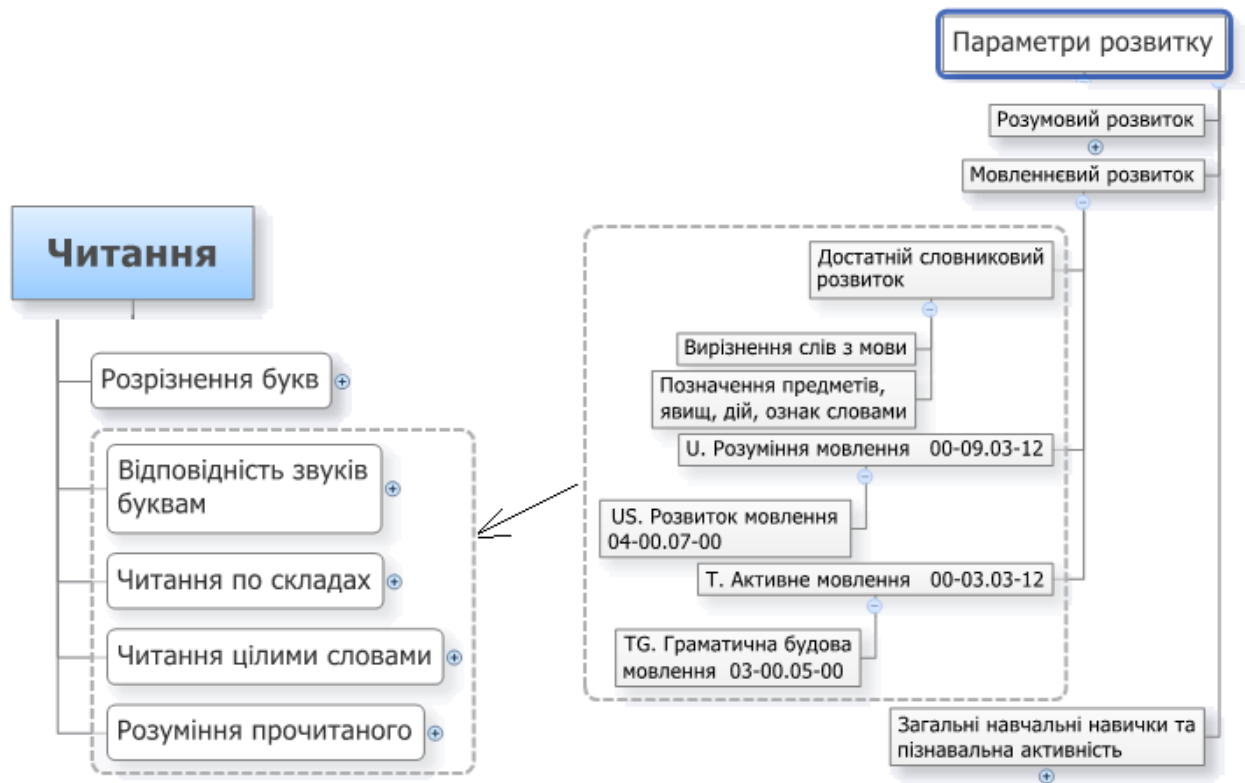 Параметри розвитку
Розумовий розвиток
Мовленнєвий розвиток
Достатній словниковий
розвиток
Вирізнення слів з мови
Позначення предметів,
явищ, дій, ознак словами
U. Розуміння мовлення 00-09.03-12
US. Розвиток мовлення
04-00.07-00
Т. Активне мовлення 00-03.03-12
TG. Граматична будова
мовлення 03-00.05-00
Загальні навчальні навички та
пізнавальна активність
Читання
Розрізнення букв
Відповідність звуків
буквам
Читання по складах
Читання цілими словами
Розуміння прочитаного